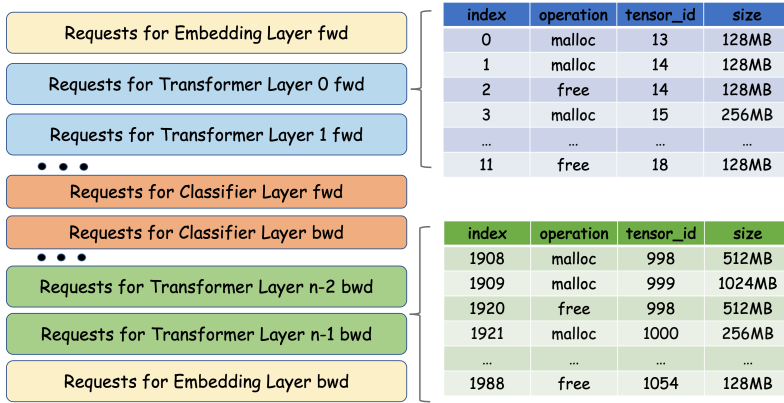 Requests for Embedding Layer fwd
Requests for Transformer Layer 0 fwd
Requests for Transformer Layer 1 fwd
Requests for Classifier Layer fwd
Requests for Classifier Layer bwd
Requests for Transformer Layer n-2 bwd
Requests for Transformer Layer n-1 bwd
Requests for Embedding Layer bwd
index operation tensor_id size
0 malloc 13 128MB
1 malloc 14 128MB
2 free 14 128MB
3 malloc 15 256MB
... ... ... ...
11 free 18 128MB
index operation tensor_id size
1908 malloc 998 512MB
1909 malloc 999 1024MB
1920 free 998 512MB
1921 malloc 1000 256MB
... ... ... ...
1988 free 1054 128MB